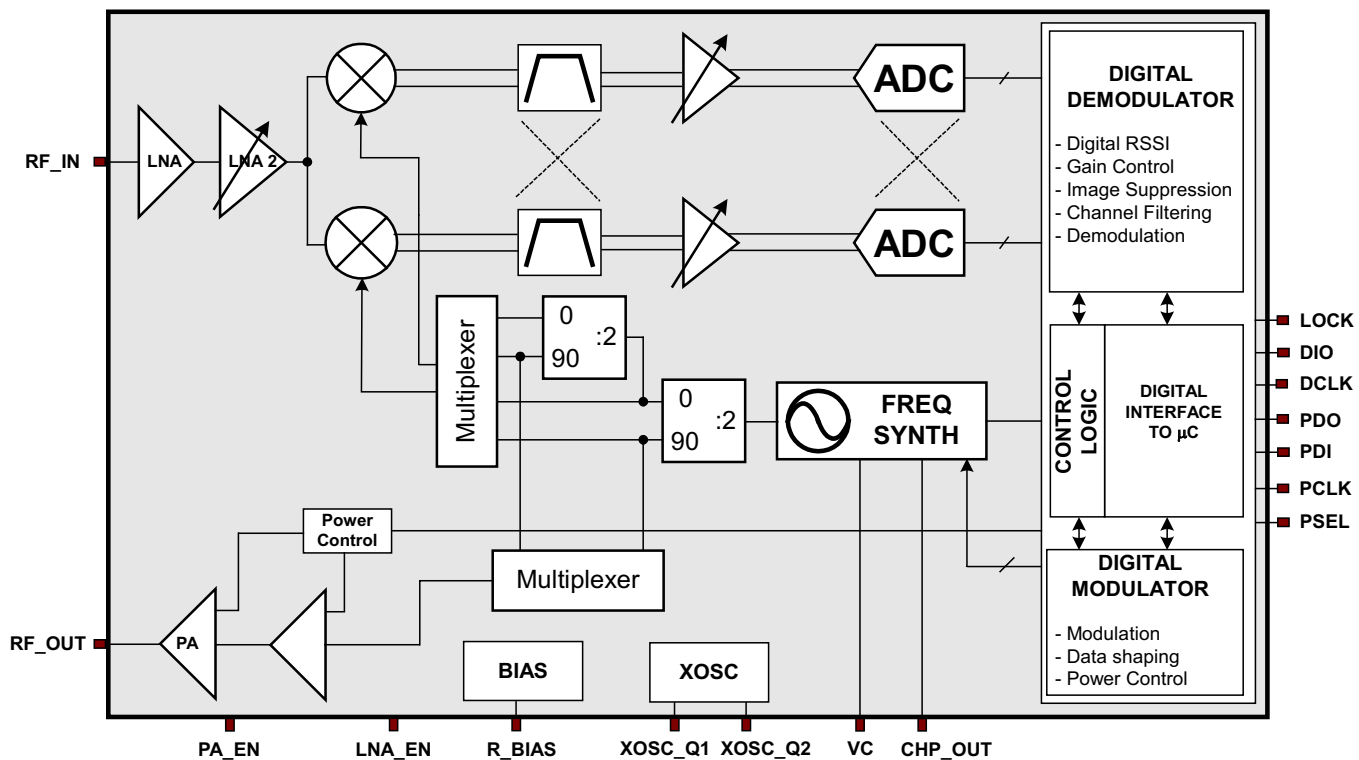 RF_IN
LNA
LNA 2
ADC
ADC
DIGITAL
DEMODULATOR
- Digital RSSI
- Gain Control
- Image Suppression
- Channel Filtering
- Demodulation
Multiplexer
0
:2
90
0
:2
90
FREQ
SYNTH
CONTROL
LOGIC
DIGITAL
INTERFACE
TO µC
LOCK
DIO
DCLK
PDO
PDI
PCLK
PSEL
Power
Control
Multiplexer
DIGITAL
MODULATOR
- Modulation
- Data shaping
- Power Control
RF_OUT
PA
BIAS
XOSC
PA_EN
LNA_EN
R_BIAS
XOSC_Q1
XOSC_Q2
VC
CHP_OUT